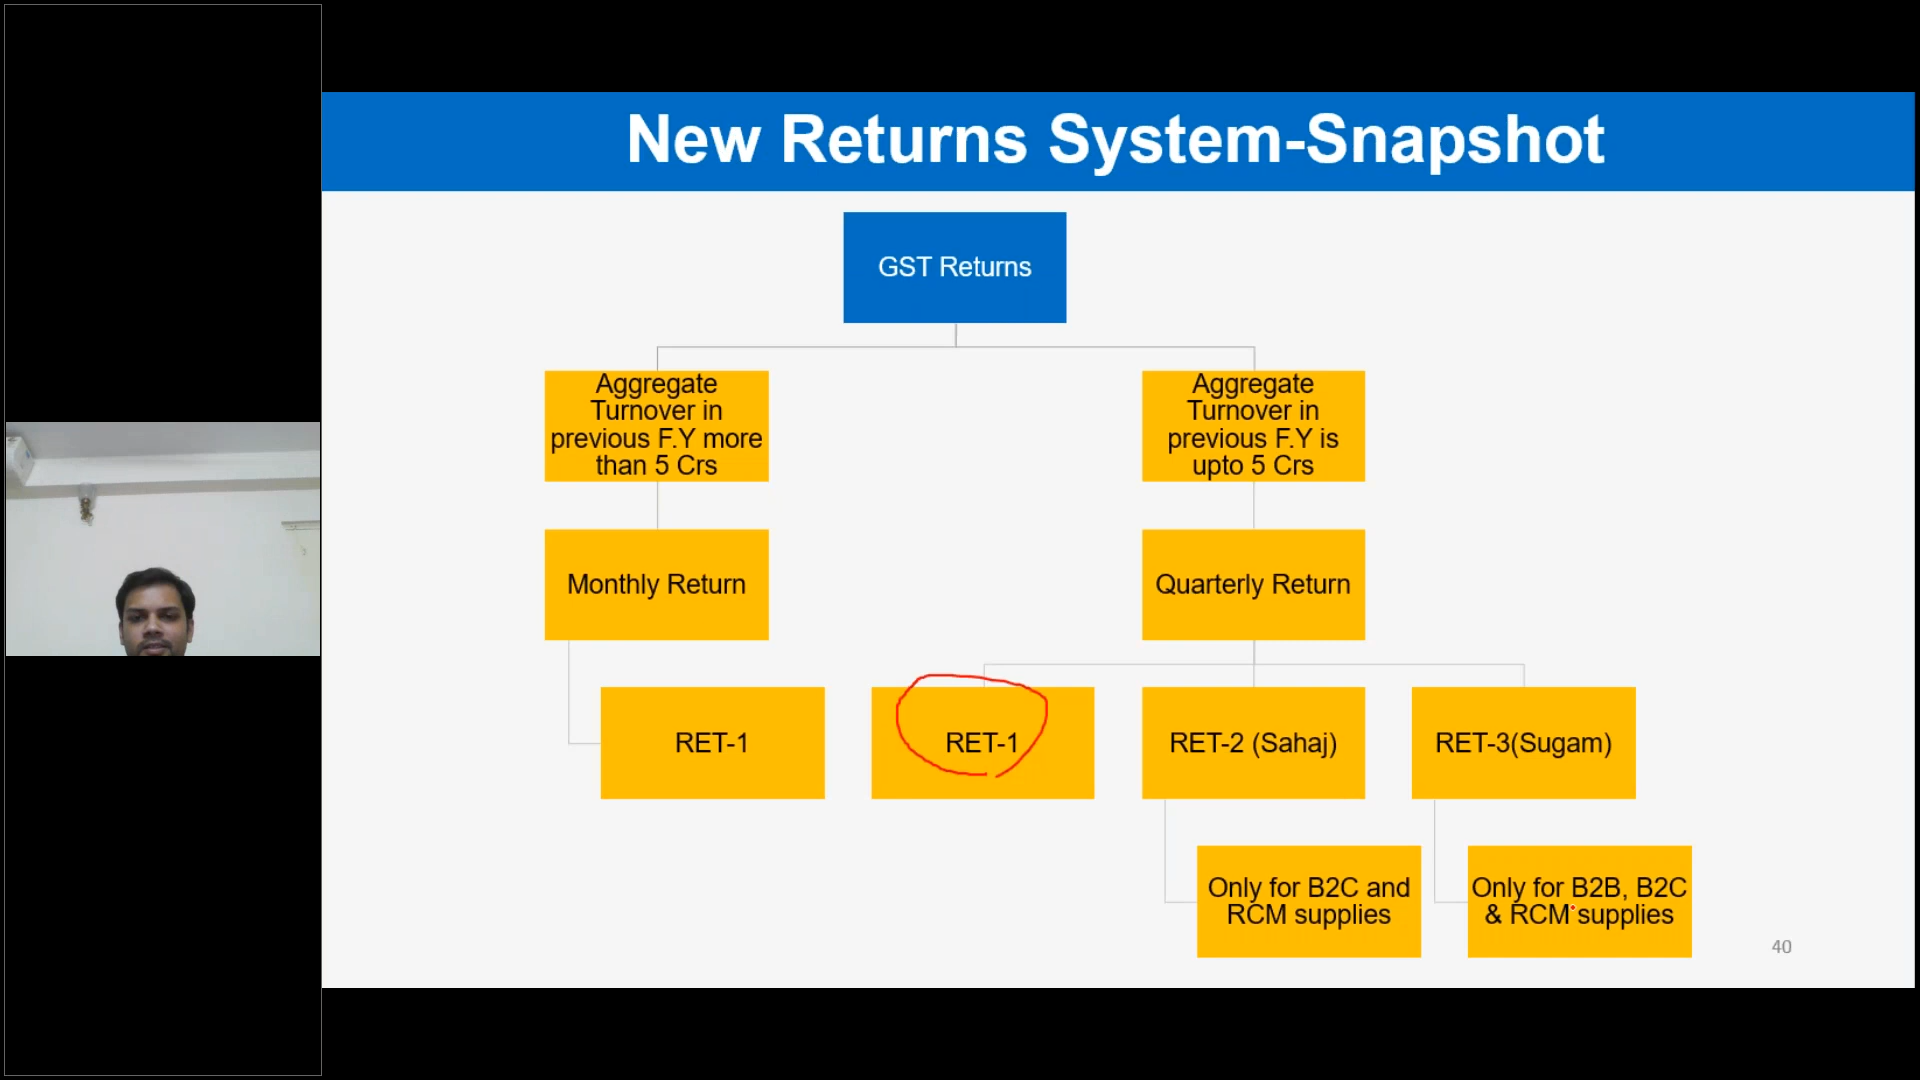 New Returns System-Snapshot
GST Returns
Aggregate
Turnover in
previous F.Y more
than 5 Crs
Aggregate
Turnover in
previous F.Y is
upto 5 Crs
Monthly Return
Quarterly Return
RET-1
RET-1
RET-2 (Sahaj)
RET-3(Sugam)
Only for B2C and
RCM supplies
Only for B2B, B2C
& RCM supplies
40